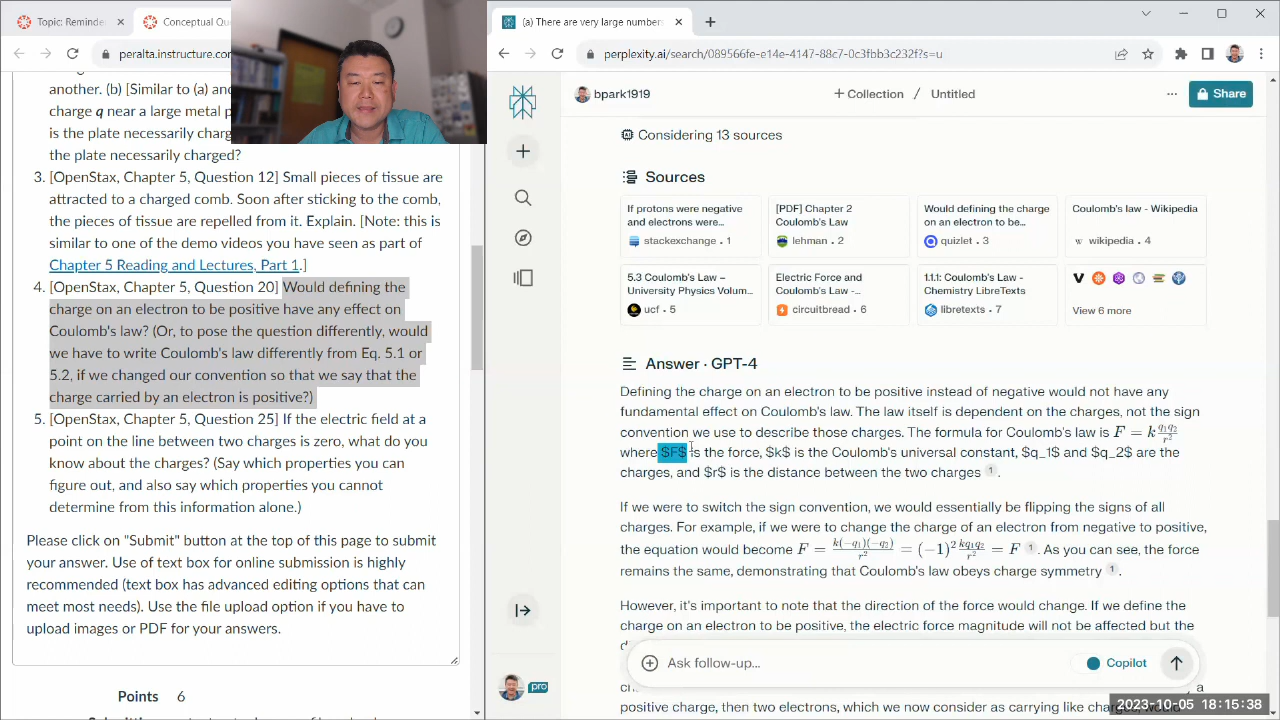 Topic: Reminder:
Conceptual Qu
(a) There are very large number
peralta.instructure.com
perplexity.ai/search/089566fe-e14e-4147-88c7-0c3fbb3c232f?s=u
another. (b) [Similar to (a) and
charge q near a large metal p
is the plate necessarily charg
the plate necessarily charged?
3. [OpenStax, Chapter 5, Question 12] Small pieces of tissue are
attracted to a charged comb. Soon after sticking to the comb,
the pieces of tissue are repelled from it. Explain. [Note: this is
similar to one of the demo videos you have seen as part of
Chapter 5 Reading and Lectures, Part 1.]
4. [OpenStax, Chapter 5, Question 20] Would defining the
charge on an electron to be positive have any effect on
Coulomb's law? (Or, to pose the question differently, would
we have to write Coulomb's law differently from Eq. 5.1 or
5.2, if we changed our convention so that we say that the
charge carried by an electron is positive?)
5. [OpenStax, Chapter 5, Question 25] If the electric field at a
point on the line between two charges is zero, what do you
know about the charges? (Say which properties you can
figure out, and also say which properties you cannot
determine from this information alone.)
Please click on "Submit" button at the top of this page to submit
your answer. Use of text box for online submission is highly
recommended (text box has advanced editing options that can
meet most needs). Use the file upload option if you have to
upload images or PDF for your answers.
Points 6
bpark1919
Collection / Untitled
Share
Considering 13 sources
Sources
If protons were negative
and electrons were...
stackexchange • 1
[PDF] Chapter 2
Coulomb's Law
lehman • 2
Would defining the charge
on an electron to be...
quizlet • 3
Coulomb's law - Wikipedia
wikipedia • 4
5.3 Coulomb's Law –
University Physics Volum...
ucf • 5
Electric Force and
Coulomb's Law -...
circuitbread • 6
1.1.1: Coulomb's Law -
Chemistry LibreTexts
libretexts • 7
View 6 more
Answer · GPT-4
Defining the charge on an electron to be positive instead of negative would not have any
fundamental effect on Coulomb's law. The law itself is dependent on the charges, not the sign
convention we use to describe those charges. The formula for Coulomb's law is F = k q₁q₂/r²
where $F$ is the force, $k$ is the Coulomb's universal constant, $q_1$ and $q_2$ are the
charges, and $r$ is the distance between the two charges 1.
If we were to switch the sign convention, we would essentially be flipping the signs of all
charges. For example, if we were to change the charge of an electron from negative to positive,
the equation would become F = k(−q₁)(−q₂)/r² = (−1)² kq₁q₂/r² = F 1. As you can see, the force
remains the same, demonstrating that Coulomb's law obeys charge symmetry 1.
However, it's important to note that the direction of the force would change. If we define the
charge on an electron to be positive, the electric force magnitude will not be affected but the
Ask follow-up...
Copilot
pro
2023-10-05 18:15:38